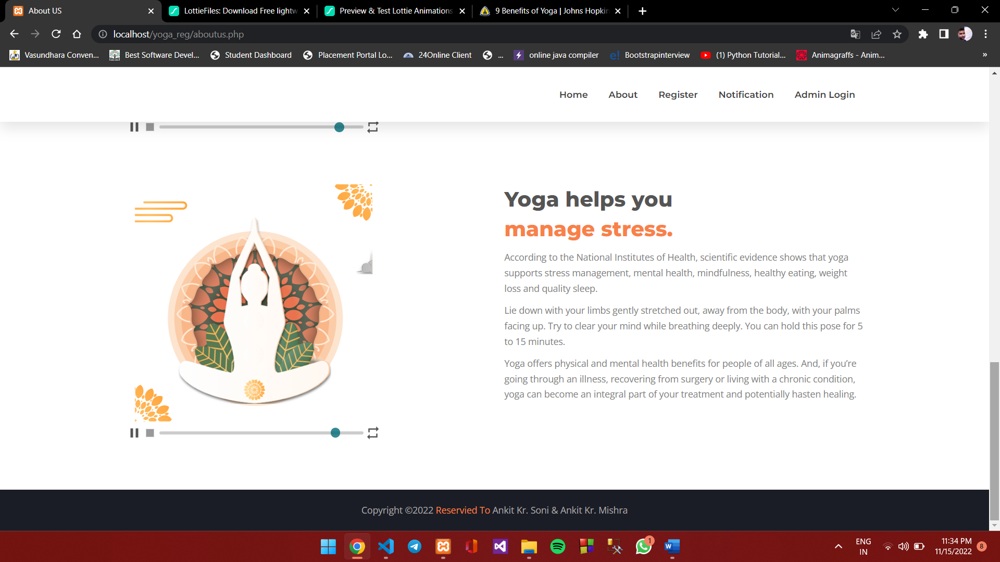 About US
LottieFiles: Download Free lightw
Preview & Test Lottie Animations
9 Benefits of Yoga | Johns Hopkin
localhost/yoga_reg/aboutus.php
Vasundhara Conven...
Best Software Devel...
Student Dashboard
Placement Portal Lo...
24Online Client
...
online java compiler
Bootstrapinterview
(1) Python Tutorial...
Animagraffs - Anim...
»
Home
About
Register
Notification
Admin Login
Yoga helps you
manage stress.
According to the National Institutes of Health, scientific evidence shows that yoga
supports stress management, mental health, mindfulness, healthy eating, weight
loss and quality sleep.
Lie down with your limbs gently stretched out, away from the body, with your palms
facing up. Try to clear your mind while breathing deeply. You can hold this pose for 5
to 15 minutes.
Yoga offers physical and mental health benefits for people of all ages. And, if you’re
going through an illness, recovering from surgery or living with a chronic condition,
yoga can become an integral part of your treatment and potentially hasten healing.
Copyright ©2022 Reservied To Ankit Kr. Soni & Ankit Kr. Mishra
1
ENG
IN
11:34 PM
11/15/2022
8